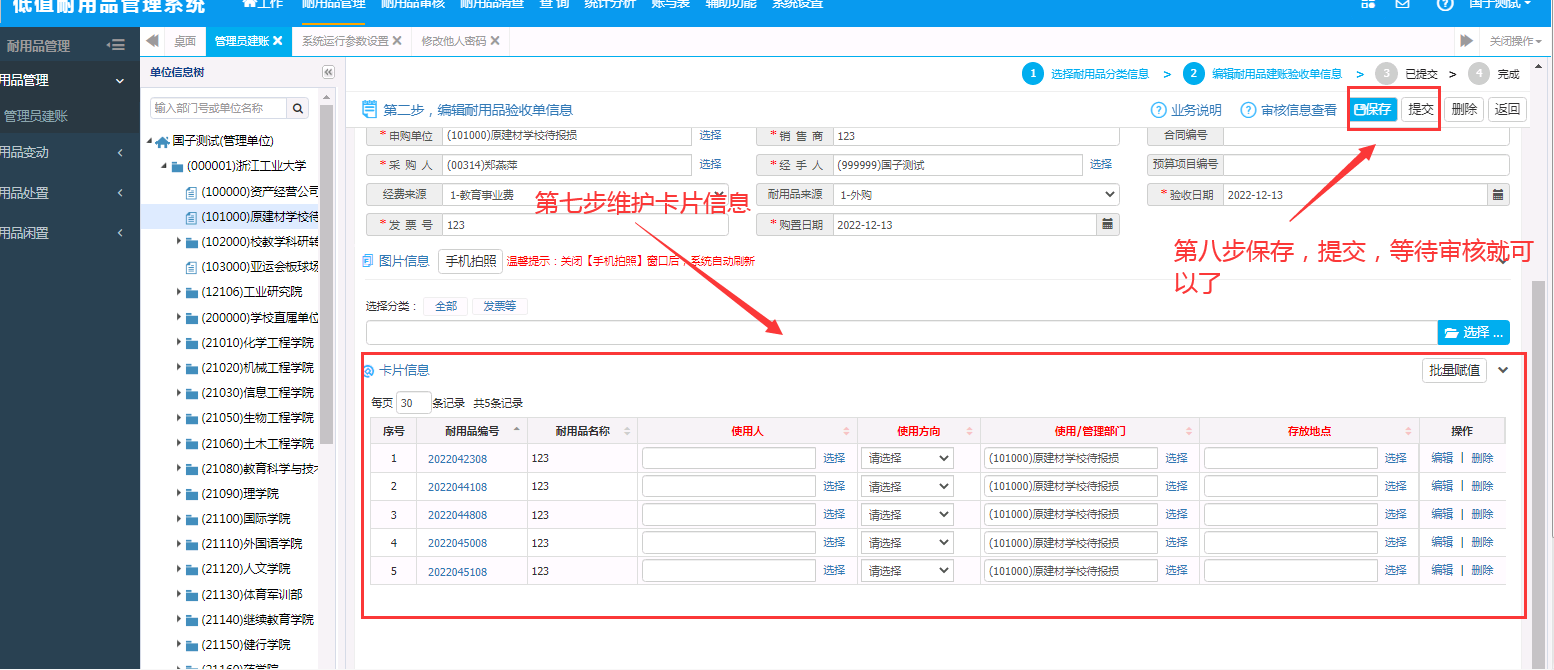 低值耐用品管理系统
工作 耐用品管理 耐用品审核 耐用品清查 查询 统计分析 账与表 辅助功能 系统设置 国子测试
耐用品管理 桌面 管理员建账 系统运行参数设置 修改他人密码 关闭操作
用品管理
管理员建账
用品变动
用品处置
用品闲置
单位信息树
输入部门号或单位名称
国子测试(管理单位)
(000001)浙江工业大学
(100000)资产经营公司
(101000)原建材学校待
(102000)校教学科研转
(103000)亚运会板球场
(12106)工业研究院
(200000)学校直属单位
(21010)化学工程学院
(21020)机械工程学院
(21030)信息工程学院
(21050)生物工程学院
(21060)土木工程学院
(21080)教育科学与技术
(21090)理学院
(21100)国际学院
(21110)外国语学院
(21120)人文学院
(21130)体育军训部
(21140)继续教育学院
(21150)健行学院
(21160)药学院
1 选择耐用品分类信息 > 2 编辑耐用品建账验收单信息 > 3 已提交 > 4 完成
第二步，编辑耐用品验收单信息 ? 业务说明 ? 审核信息查看 保存 提交 删除 返回
*申购单位 (101000)原建材学校待报损 选择 *销售商 123 合同编号
*采购人 (00314)郑燕萍 选择 *经手人 (999999)国子测试 选择 预算项目编号
经费来源 1-教育事业费 耐用品来源 1-外购 *验收日期 2022-12-13
*发票号 123 *购置日期 2022-12-13
第七步维护卡片信息
第八步保存，提交，等待审核就可
以了
图片信息 手机拍照 温馨提示：关闭【手机拍照】窗口后，系统自动刷新
选择分类： 全部 发票等
选择 ...
卡片信息 批量赋值
每页 30 条记录 共5条记录
序号 耐用品编号 耐用品名称 使用人 使用方向 使用/管理部门 存放地点 操作
1 2022042308 123 选择 请选择 (101000)原建材学校待报损 选择 选择 编辑 | 删除
2 2022044108 123 选择 请选择 (101000)原建材学校待报损 选择 选择 编辑 | 删除
3 2022044808 123 选择 请选择 (101000)原建材学校待报损 选择 选择 编辑 | 删除
4 2022045008 123 选择 请选择 (101000)原建材学校待报损 选择 选择 编辑 | 删除
5 2022045108 123 选择 请选择 (101000)原建材学校待报损 选择 选择 编辑 | 删除